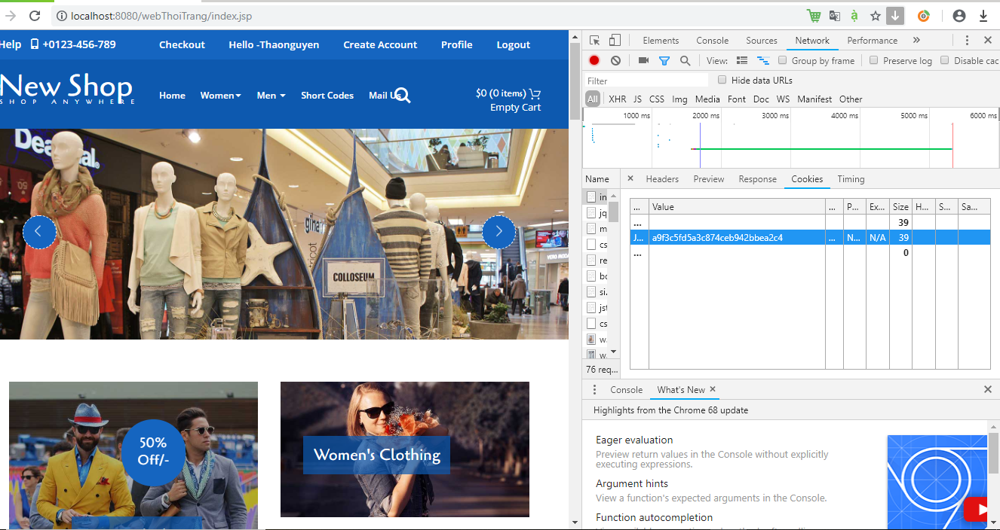 localhost:8080/webThoiTrang/index.jsp
Help +0123-456-789 Checkout Hello -Thaonguyen Create Account Profile Logout
New Shop
SHOP ANYWHERE
Home Women Men Short Codes Mail Us
$0 (0 items)
Empty Cart
COLLOSEUM
50%
Off/-
Women's Clothing
Elements Console Sources Network Performance »
View: Group by frame Preserve log Disable cac
Filter Hide data URLs
All XHR JS CSS Img Media Font Doc WS Manifest Other
1000 ms 2000 ms 3000 ms 4000 ms 5000 ms 6000 ms
Name × Headers Preview Response Cookies Timing
in
jq
m
cs
re
bo
si
jst
cs
w
w
76 req...
... Value ... P... Ex... Size H... S... Sa...
... 39
J... a9f3c5fd5a3c874ceb942bbea2c4 ... N... N/A 39
... 0
Console What's New ×
Highlights from the Chrome 68 update
Eager evaluation
Preview return values in the Console without explicitly
executing expressions.
Argument hints
View a function's expected arguments in the Console.
Function autocompletion